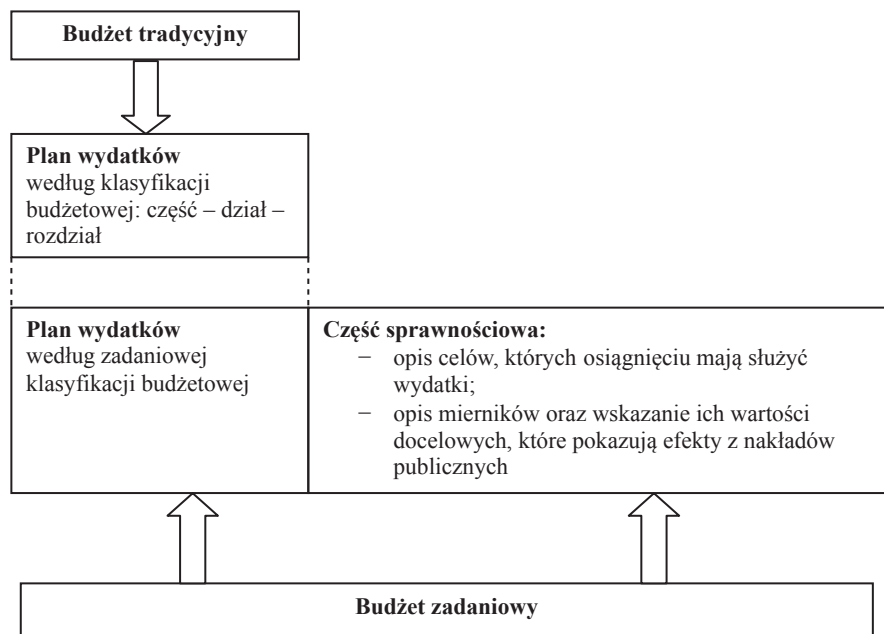 Budżet tradycyjny
Plan wydatków
według klasyfikacji
budżetowej: część – dział –
rozdział
Plan wydatków
według zadaniowej
klasyfikacji budżetowej
Część sprawnościowa:
− opis celów, których osiągnięciu mają służyć
wydatki;
− opis mierników oraz wskazanie ich wartości
docelowych, które pokazują efekty z nakładów
publicznych
Budżet zadaniowy